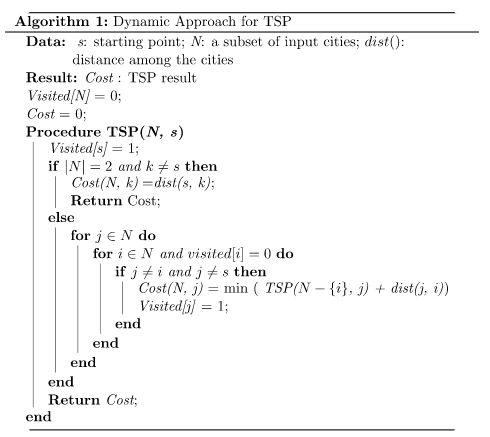 Algorithm 1: Dynamic Approach for TSP
Data: s: starting point; N: a subset of input cities; dist():
distance among the cities
Result: Cost : TSP result
Visited[N] = 0;
Cost = 0;
Procedure TSP(N, s)
Visited[s] = 1;
if |N| = 2 and k ≠ s then
Cost(N, k) =dist(s, k);
Return Cost;
else
for j ∈ N do
for i ∈ N and visited[i] = 0 do
if j ≠ i and j ≠ s then
Cost(N, j) = min ( TSP(N − {i}, j) + dist(j, i))
Visited[j] = 1;
end
end
end
end
Return Cost;
end